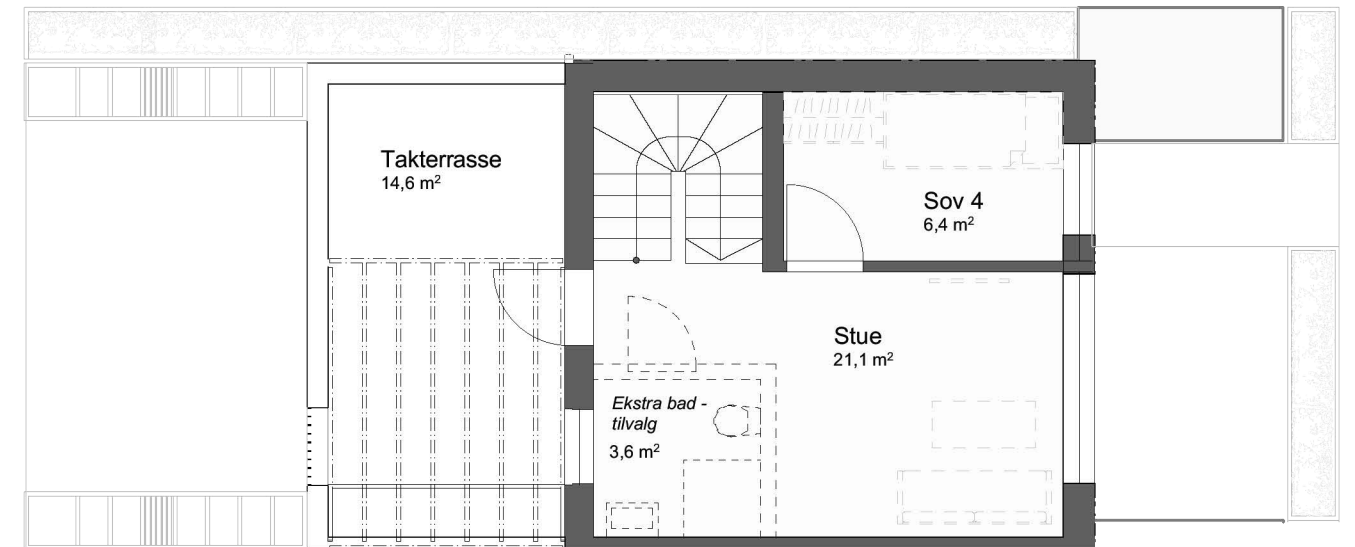 Takterrasse
14,6 m²
Sov 4
6,4 m²
Stue
21,1 m²
Ekstra bad -
tilvalg
3,6 m²